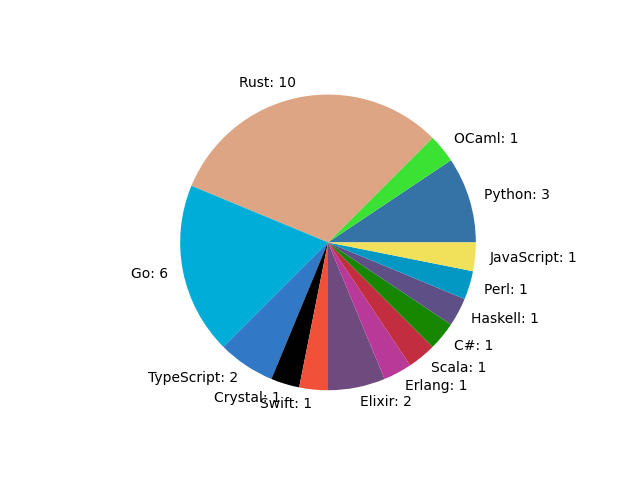 Rust: 10
OCaml: 1
Python: 3
JavaScript: 1
Go: 6
Perl: 1
Haskell: 1
C#: 1
Scala: 1
TypeScript: 2
Erlang: 1
Crystal: 1
Swift: 1
Elixir: 2